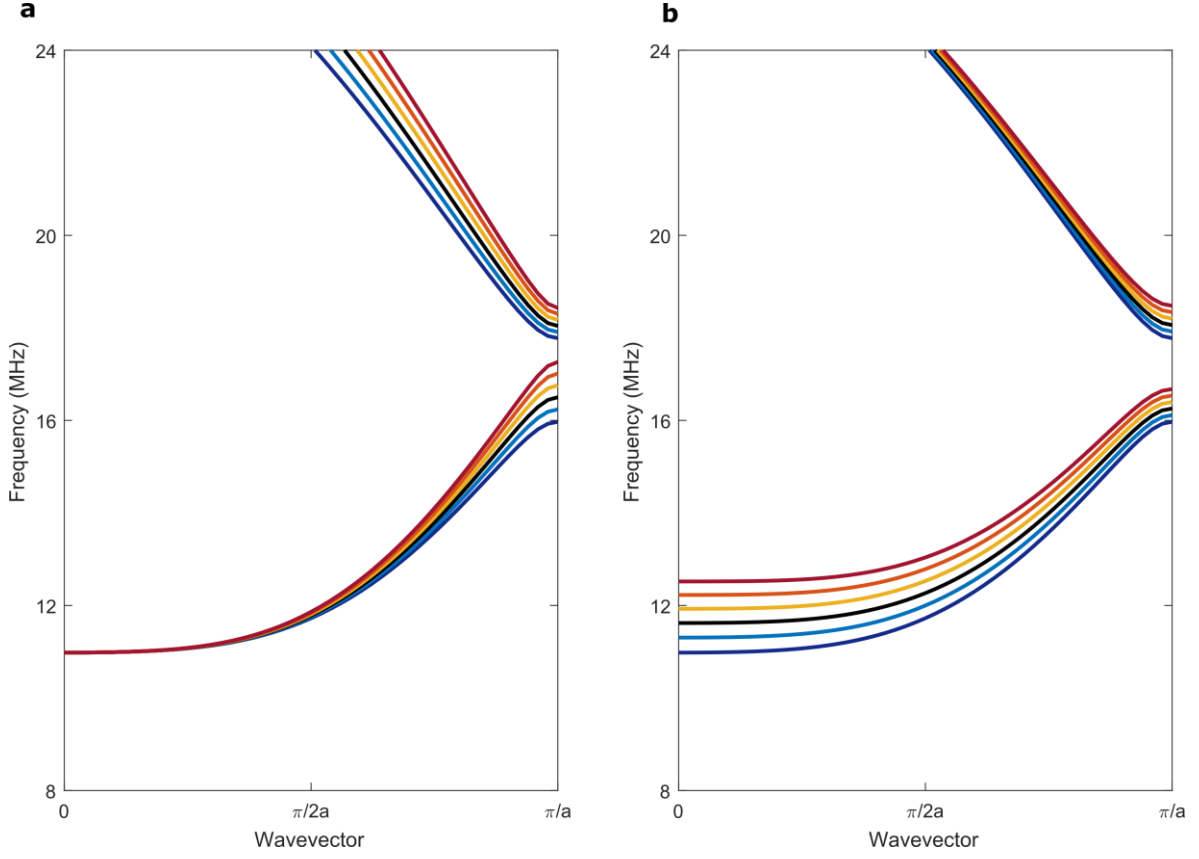 a
24
20
16
12
8
Frequency (MHz)
0
π/2a
π/a
Wavevector
b
24
20
16
12
8
Frequency (MHz)
0
π/2a
π/a
Wavevector